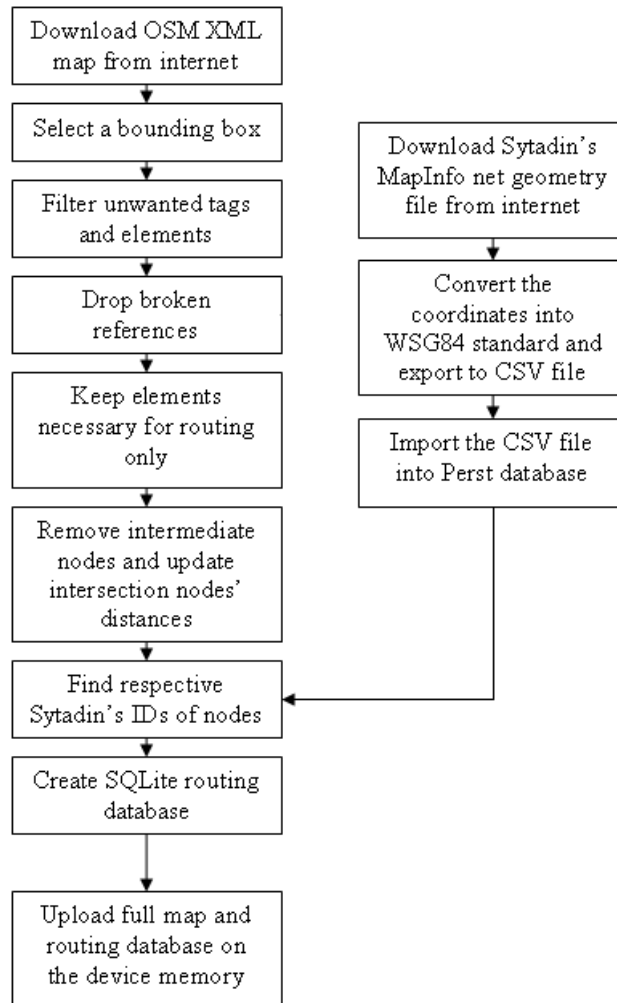 Download OSM XML
map from internet
Select a bounding box
Filter unwanted tags
and elements
Drop broken
references
Keep elements
necessary for routing
only
Remove intermediate
nodes and update
intersection nodes'
distances
Find respective
Sytadin's IDs of nodes
Create SQLite routing
database
Upload full map and
routing database on
the device memory
Download Sytadin's
MapInfo net geometry
file from internet
Convert the
coordinates into
WSG84 standard and
export to CSV file
Import the CSV file
into Perst database